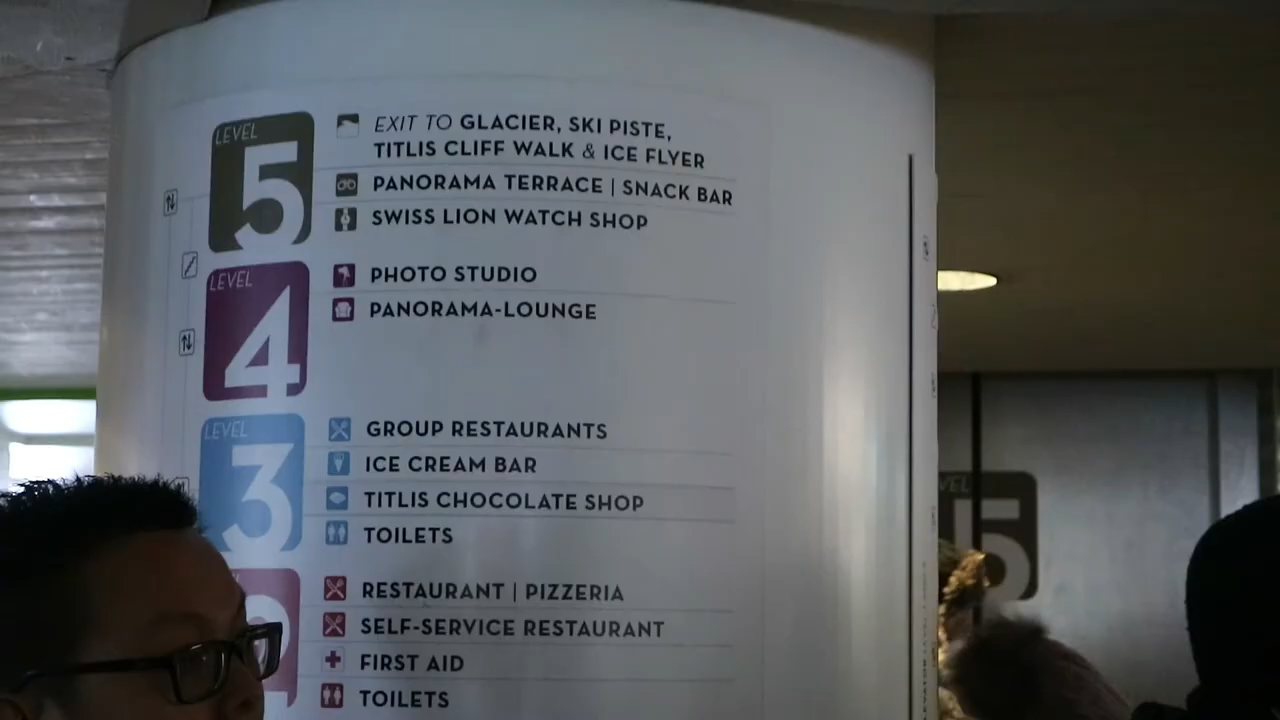 LEVEL
5
EXIT TO GLACIER, SKI PISTE,
TITLIS CLIFF WALK & ICE FLYER
PANORAMA TERRACE | SNACK BAR
SWISS LION WATCH SHOP
LEVEL
4
PHOTO STUDIO
PANORAMA-LOUNGE
LEVEL
3
GROUP RESTAURANTS
ICE CREAM BAR
TITLIS CHOCOLATE SHOP
TOILETS
RESTAURANT | PIZZERIA
SELF-SERVICE RESTAURANT
FIRST AID
TOILETS
5